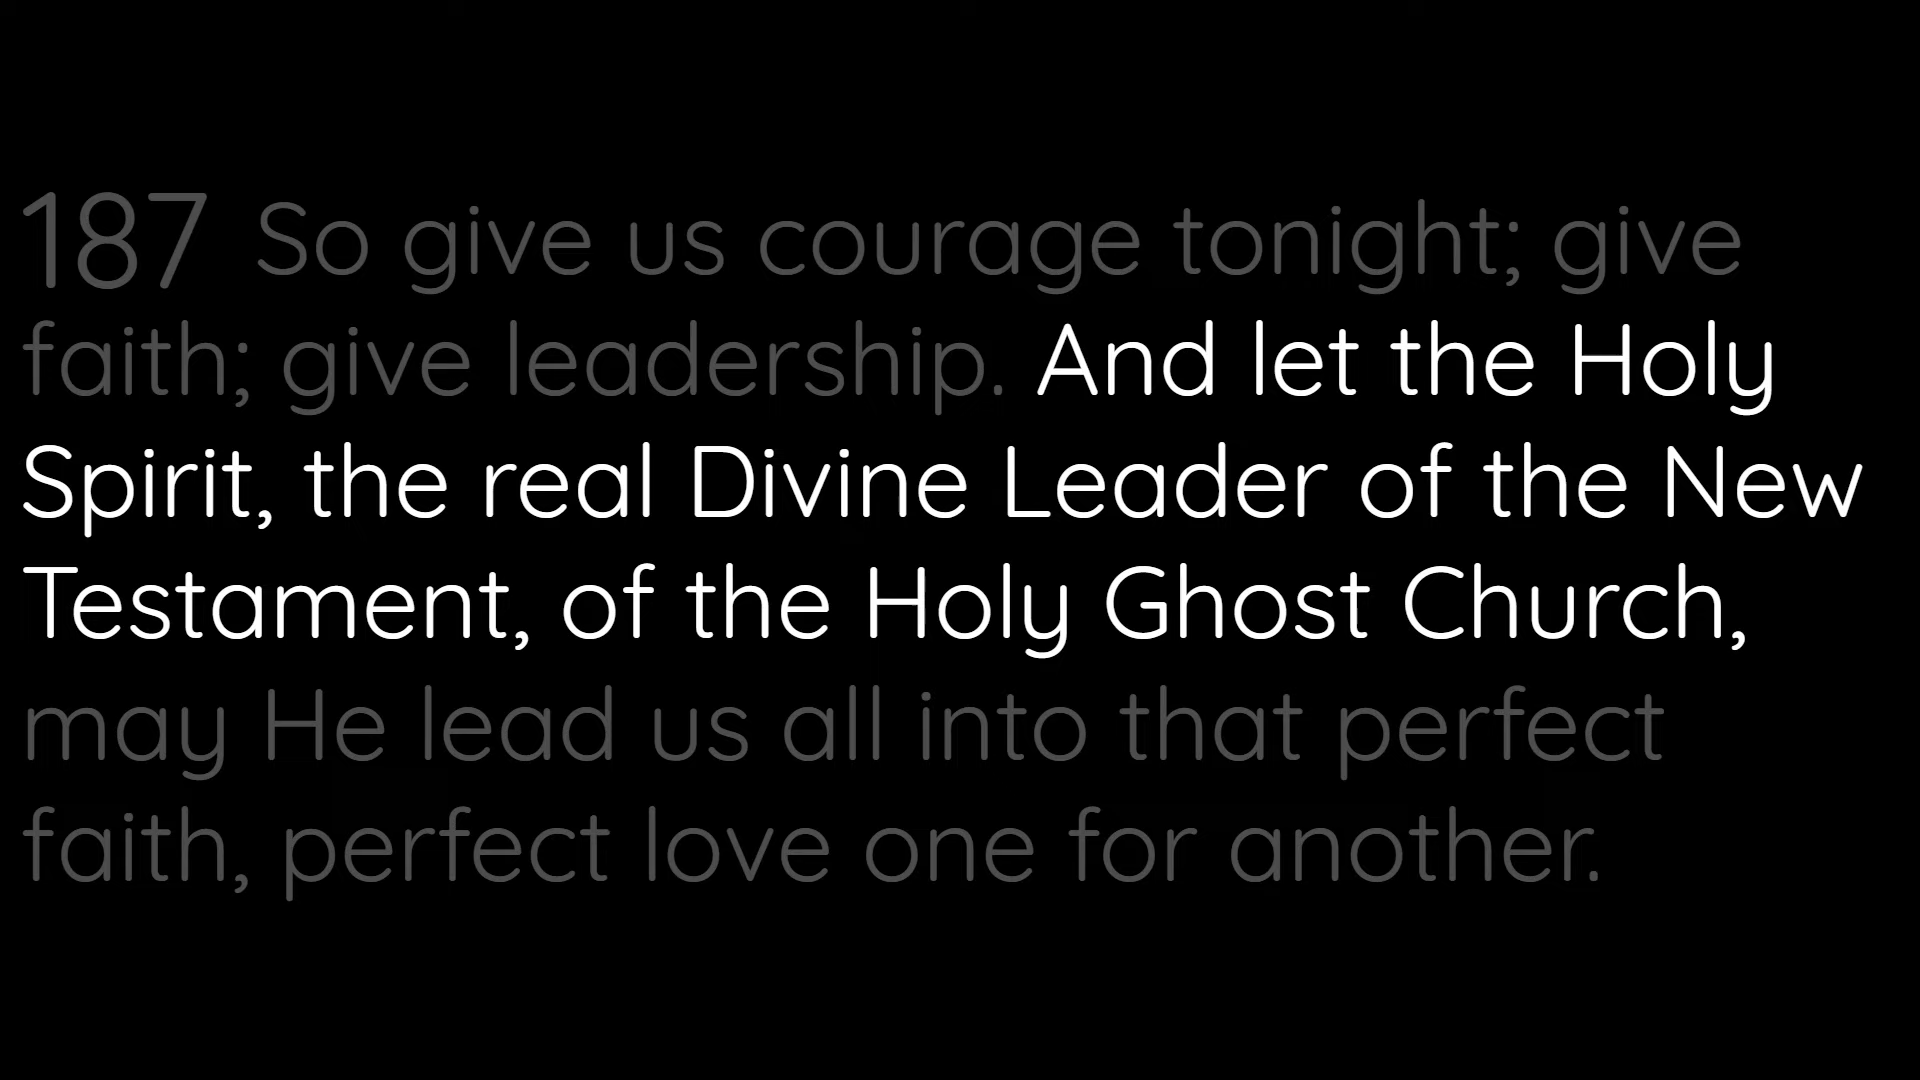 187 So give us courage tonight; give
faith; give leadership. And let the Holy
Spirit, the real Divine Leader of the New
Testament, of the Holy Ghost Church,
may He lead us all into that perfect
faith, perfect love one for another.